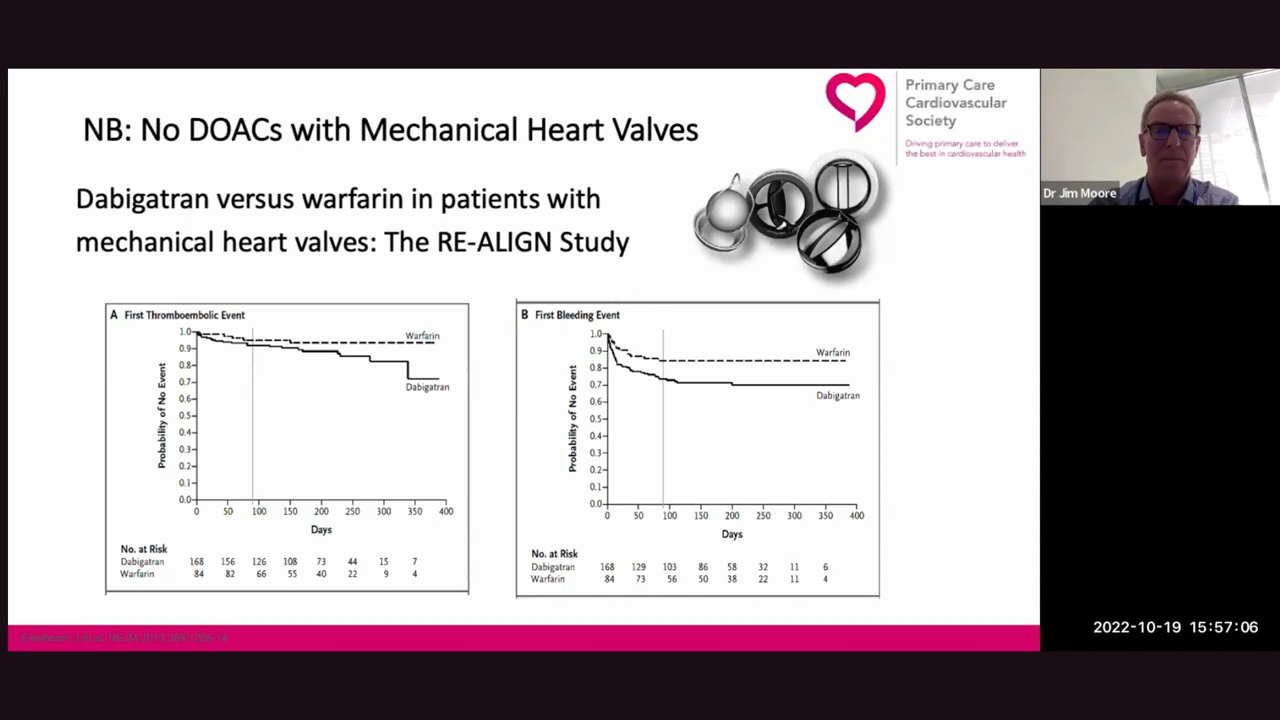 NB: No DOACs with Mechanical Heart Valves
Primary Care
Cardiovascular
Society
Driving primary care to deliver
the best in cardiovascular health
Dr Jim Moore
Dabigatran versus warfarin in patients with
mechanical heart valves: The RE-ALIGN Study
A First Thromboembolic Event
Probability of No Event
1.0
0.9
0.8
0.7
0.6
0.5
0.4
0.3
0.2
0.1
0.0
Warfarin
Dabigatran
0 50 100 150 200 250 300 350 400
Days
No. at Risk
Dabigatran 168 156 126 108 73 44 15 7
Warfarin 84 82 66 55 40 22 9 4
B First Bleeding Event
Probability of No Event
1.0
0.9
0.8
0.7
0.6
0.5
0.4
0.3
0.2
0.1
0.0
Warfarin
Dabigatran
0 50 100 150 200 250 300 350 400
Days
No. at Risk
Dabigatran 168 129 103 86 58 32 11 6
Warfarin 84 73 56 50 38 22 11 4
2022-10-19 15:57:06